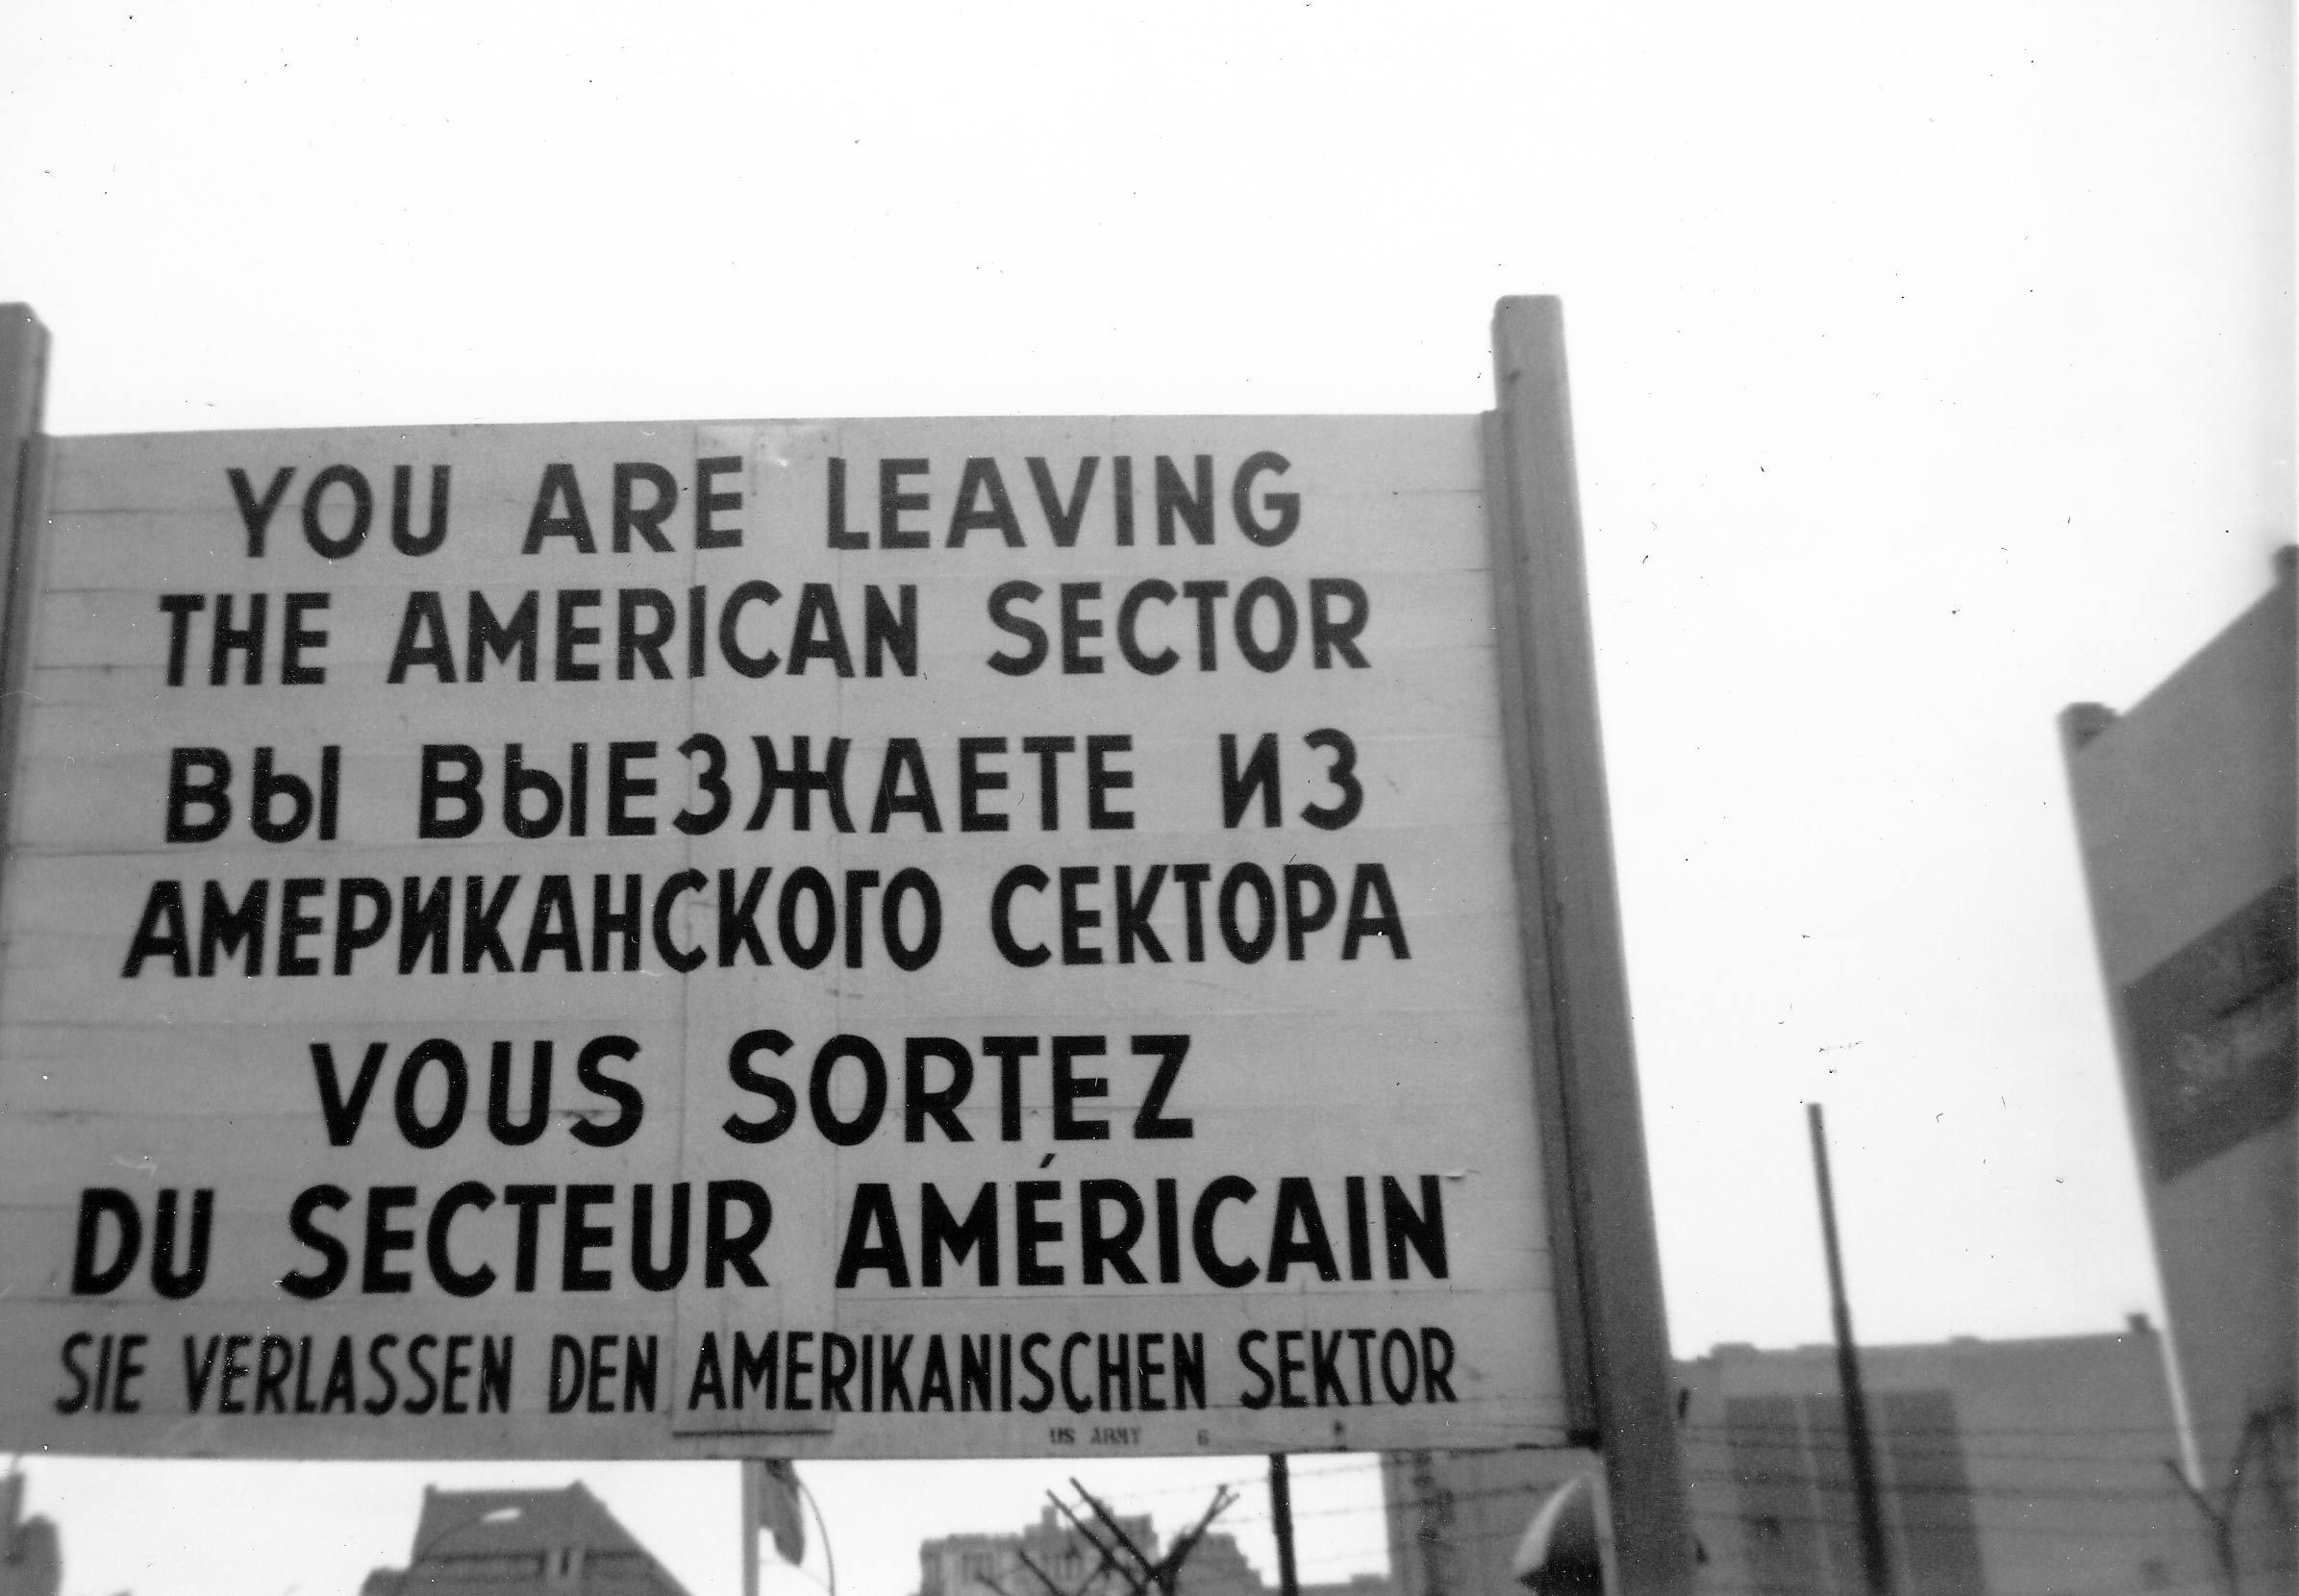 YOU ARE LEAVING
THE AMERICAN SECTOR
ВЫ ВЫЕЗЖАЕТЕ ИЗ
АМЕРИКАНСКОГО СЕКТОРА
VOUS SORTEZ
DU SECTEUR AMÉRICAIN
SIE VERLASSEN DEN AMERIKANISCHEN SEKTOR
US ARMY 6